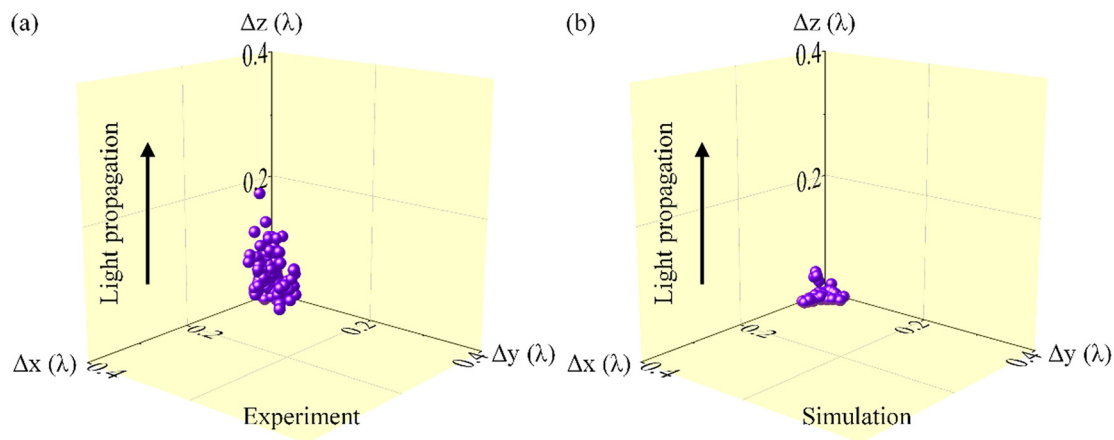 (a)
Δz (λ)
0.4
0.2
Light propagation
0.2
0.2
Δx (λ)
0.4
0.4
Δy (λ)
Experiment
(b)
Δz (λ)
0.4
0.2
Light propagation
0.2
0.2
Δx (λ)
0.4
0.4
Δy (λ)
Simulation